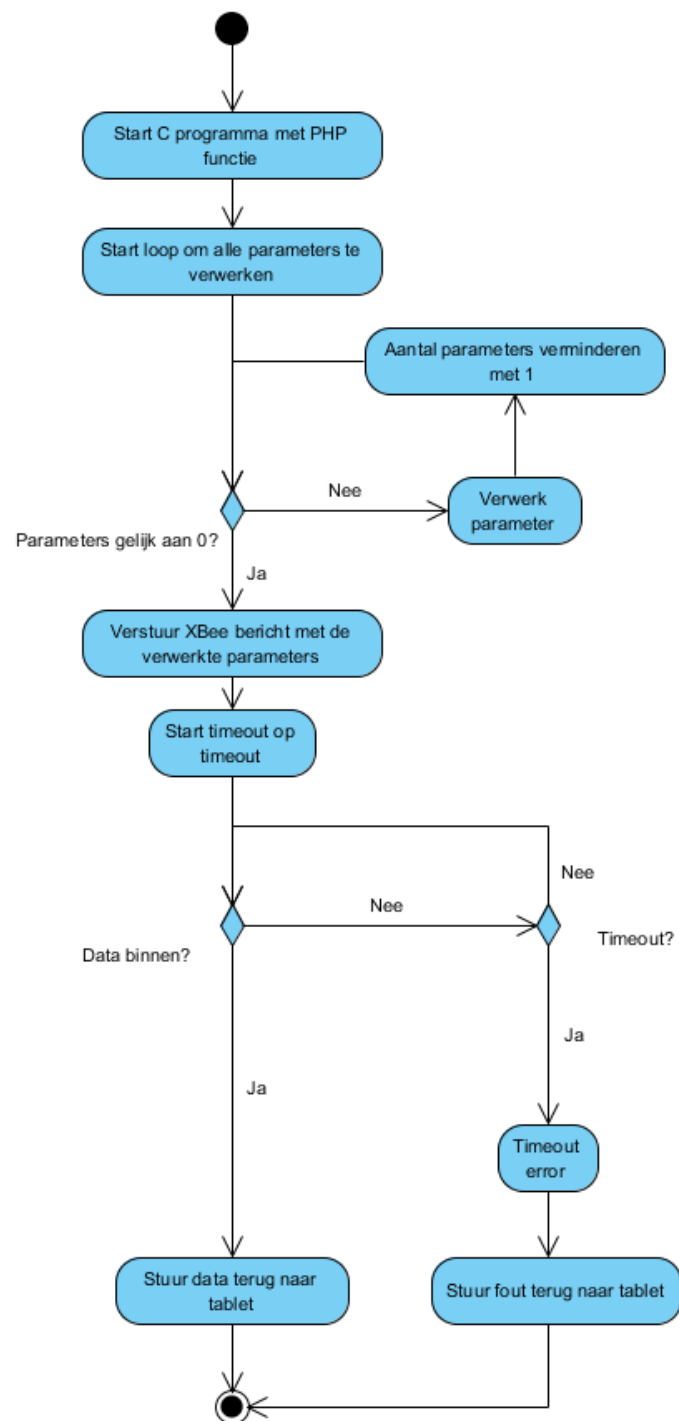 Start C programma met PHP
functie
Start loop om alle parameters te
verwerken
Aantal parameters verminderen
met 1
Nee
Verwerk
parameter
Parameters gelijk aan 0?
Ja
Verstuur XBee bericht met de
verwerkte parameters
Start timeout op
timeout
Nee
Nee
Data binnen?
Timeout?
Ja
Ja
Timeout
error
Stuur data terug naar
tablet
Stuur fout terug naar tablet